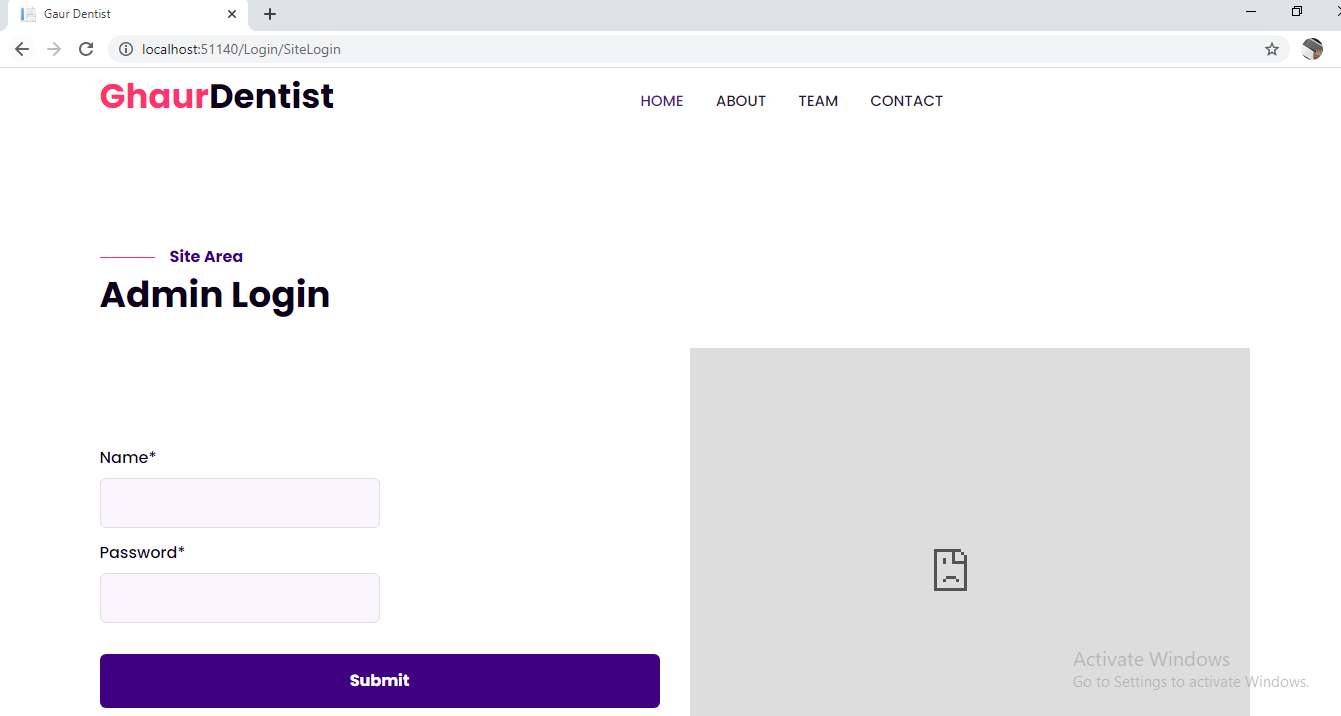 Gaur Dentist
localhost:51140/Login/SiteLogin
GhaurDentist
HOME ABOUT TEAM CONTACT
Site Area
Admin Login
Name*
Password*
Submit
Activate Windows
Go to Settings to activate Windows.